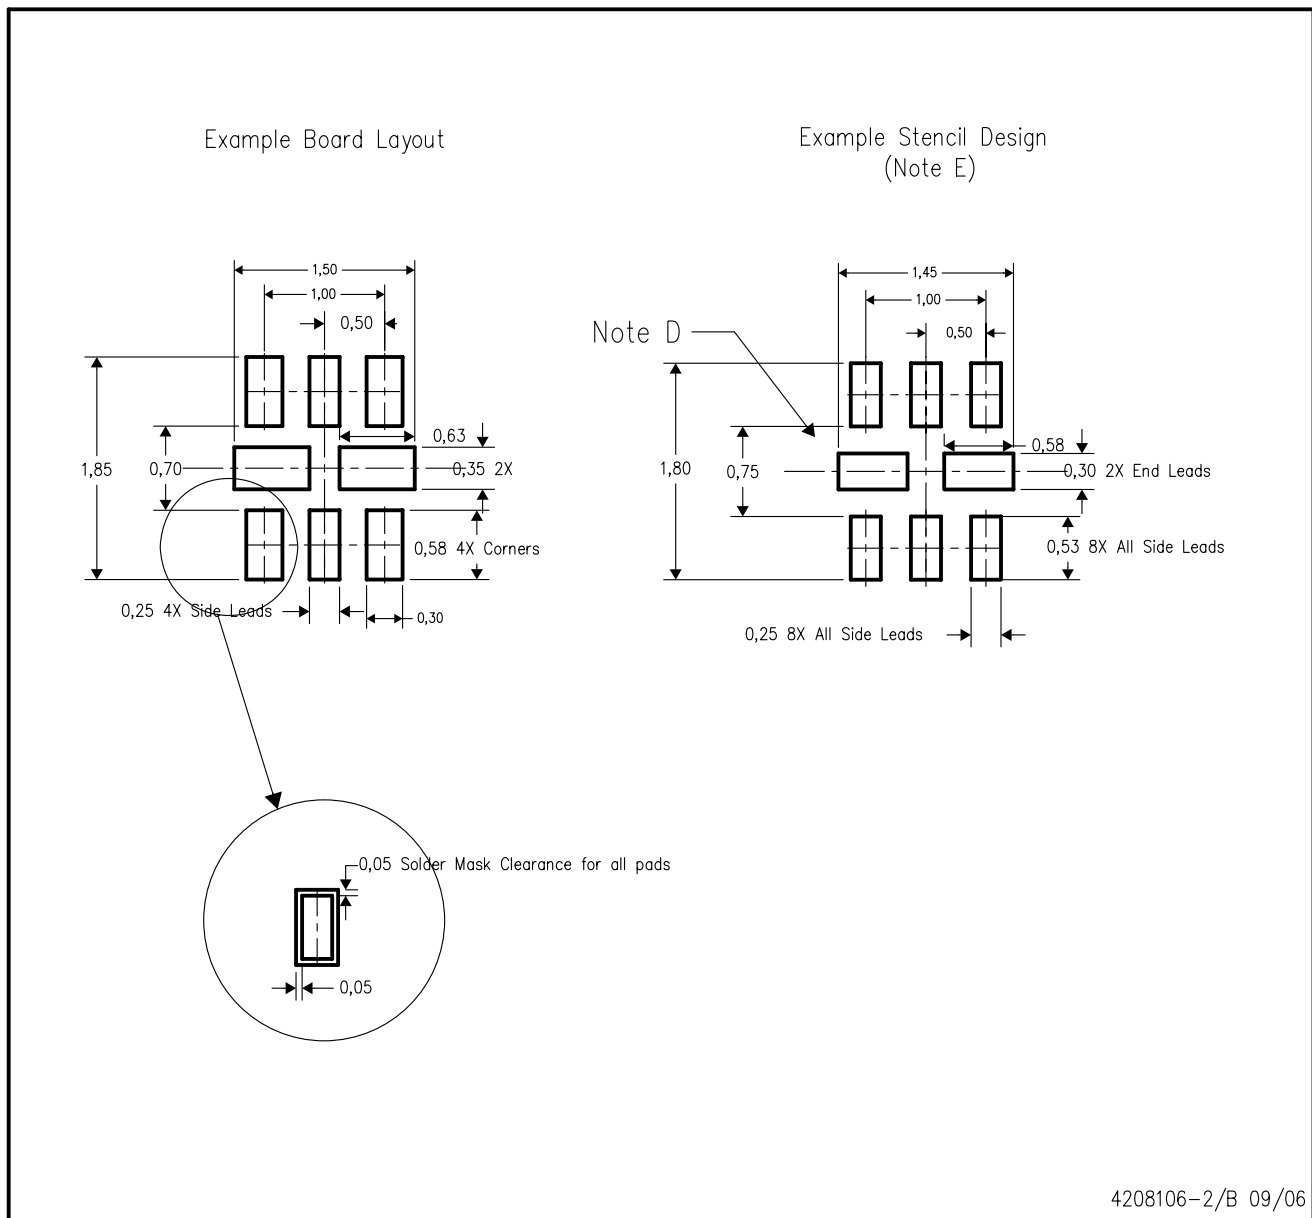 Example Board Layout
Example Stencil Design
(Note E)
1,50
1,00
0,50
0,63
1,85
0,70
0,35 2X
0,58 4X Corners
0,25 4X Side Leads
0,30
Note D
1,45
1,00
0,50
0,58
1,80
0,75
0,30 2X End Leads
0,53 8X All Side Leads
0,25 8X All Side Leads
0,05 Solder Mask Clearance for all pads
0,05
4208106-2/B 09/06